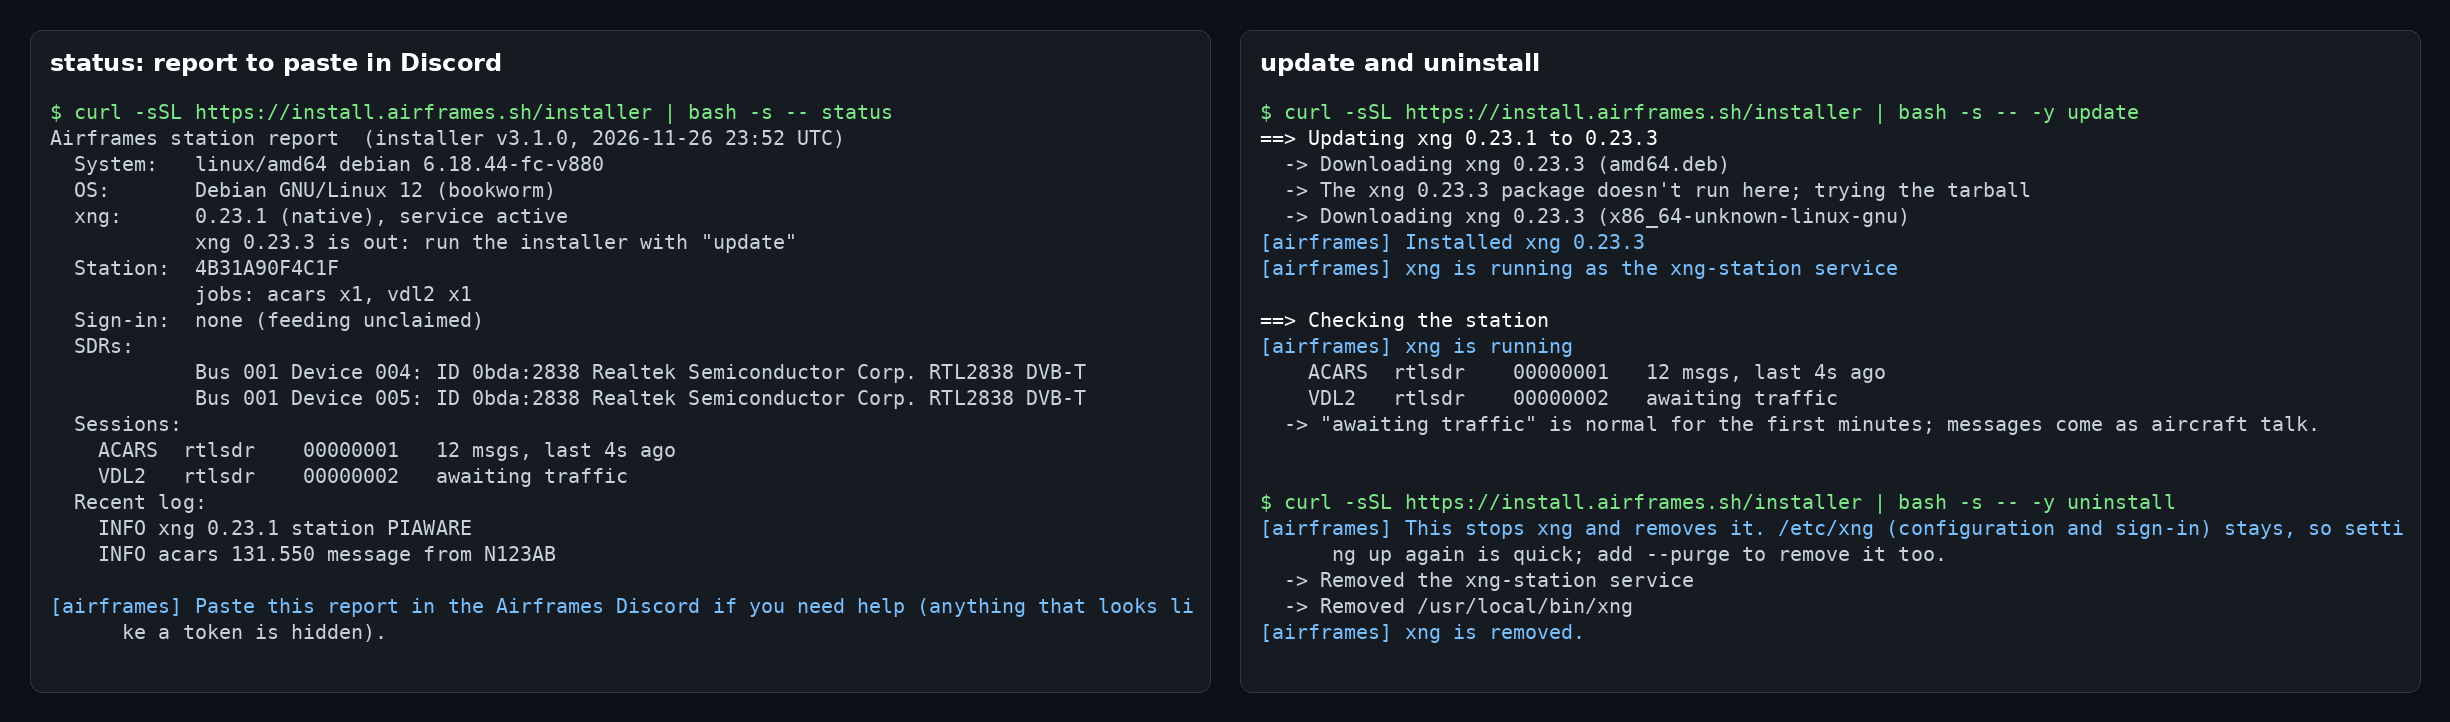 status: report to paste in Discord
$ curl -sSL https://install.airframes.sh/installer | bash -s -- status
Airframes station report  (installer v3.1.0, 2026-11-26 23:52 UTC)
  System:   linux/amd64 debian 6.18.44-fc-v880
  OS:       Debian GNU/Linux 12 (bookworm)
  xng:      0.23.1 (native), service active
            xng 0.23.3 is out: run the installer with "update"
  Station:  4B31A90F4C1F
            jobs: acars x1, vdl2 x1
  Sign-in:  none (feeding unclaimed)
  SDRs:
            Bus 001 Device 004: ID 0bda:2838 Realtek Semiconductor Corp. RTL2838 DVB-T
            Bus 001 Device 005: ID 0bda:2838 Realtek Semiconductor Corp. RTL2838 DVB-T
  Sessions:
    ACARS  rtlsdr    00000001   12 msgs, last 4s ago
    VDL2   rtlsdr    00000002   awaiting traffic
  Recent log:
    INFO xng 0.23.1 station PIAWARE
    INFO acars 131.550 message from N123AB
[airframes] Paste this report in the Airframes Discord if you need help (anything that looks li
      ke a token is hidden).
update and uninstall
$ curl -sSL https://install.airframes.sh/installer | bash -s -- -y update
==> Updating xng 0.23.1 to 0.23.3
  -> Downloading xng 0.23.3 (amd64.deb)
  -> The xng 0.23.3 package doesn't run here; trying the tarball
  -> Downloading xng 0.23.3 (x86_64-unknown-linux-gnu)
[airframes] Installed xng 0.23.3
[airframes] xng is running as the xng-station service
==> Checking the station
[airframes] xng is running
    ACARS  rtlsdr    00000001   12 msgs, last 4s ago
    VDL2   rtlsdr    00000002   awaiting traffic
  -> "awaiting traffic" is normal for the first minutes; messages come as aircraft talk.
$ curl -sSL https://install.airframes.sh/installer | bash -s -- -y uninstall
[airframes] This stops xng and removes it. /etc/xng (configuration and sign-in) stays, so setti
      ng up again is quick; add --purge to remove it too.
  -> Removed the xng-station service
  -> Removed /usr/local/bin/xng
[airframes] xng is removed.